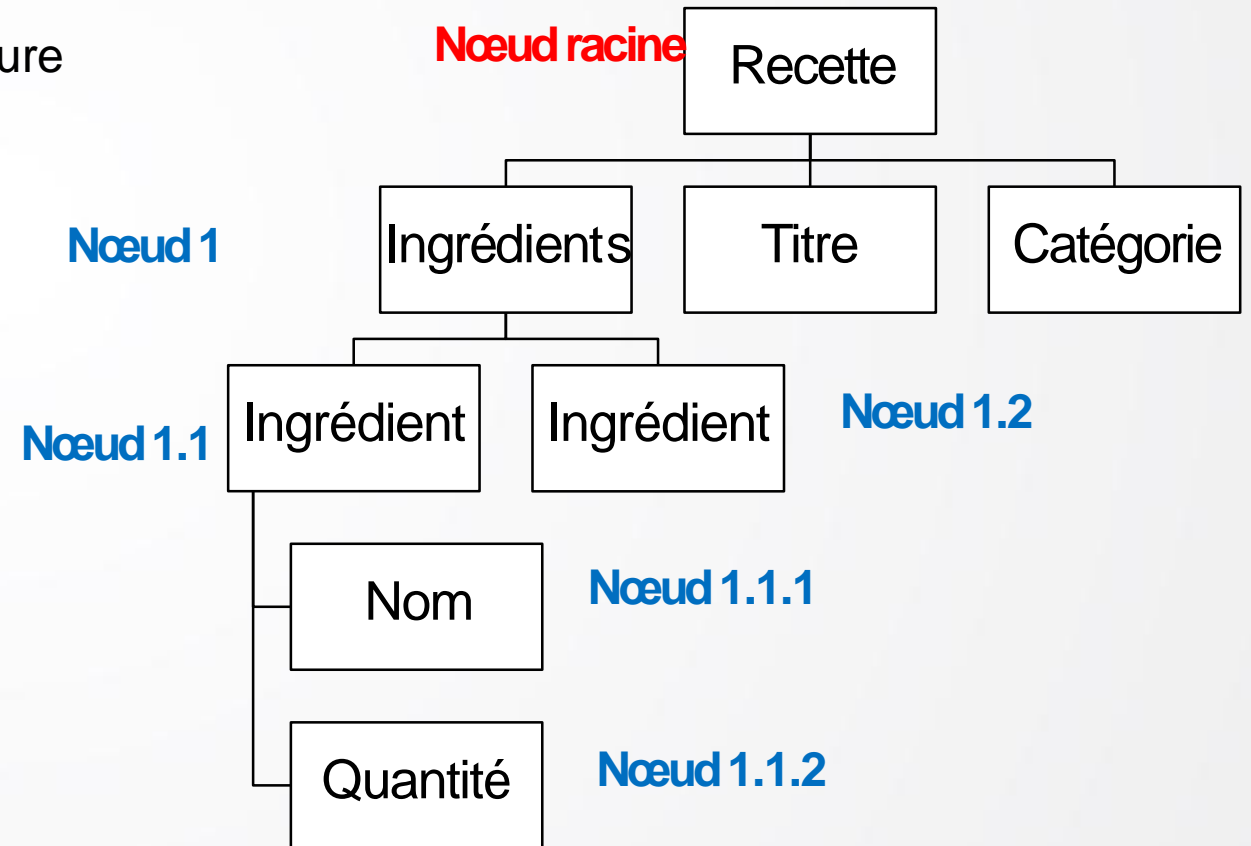 ure
Nœud racine
Recette
Nœud 1
Ingrédients
Titre
Catégorie
Nœud 1.1
Ingrédient
Ingrédient
Nœud 1.2
Nom
Nœud 1.1.1
Quantité
Nœud 1.1.2